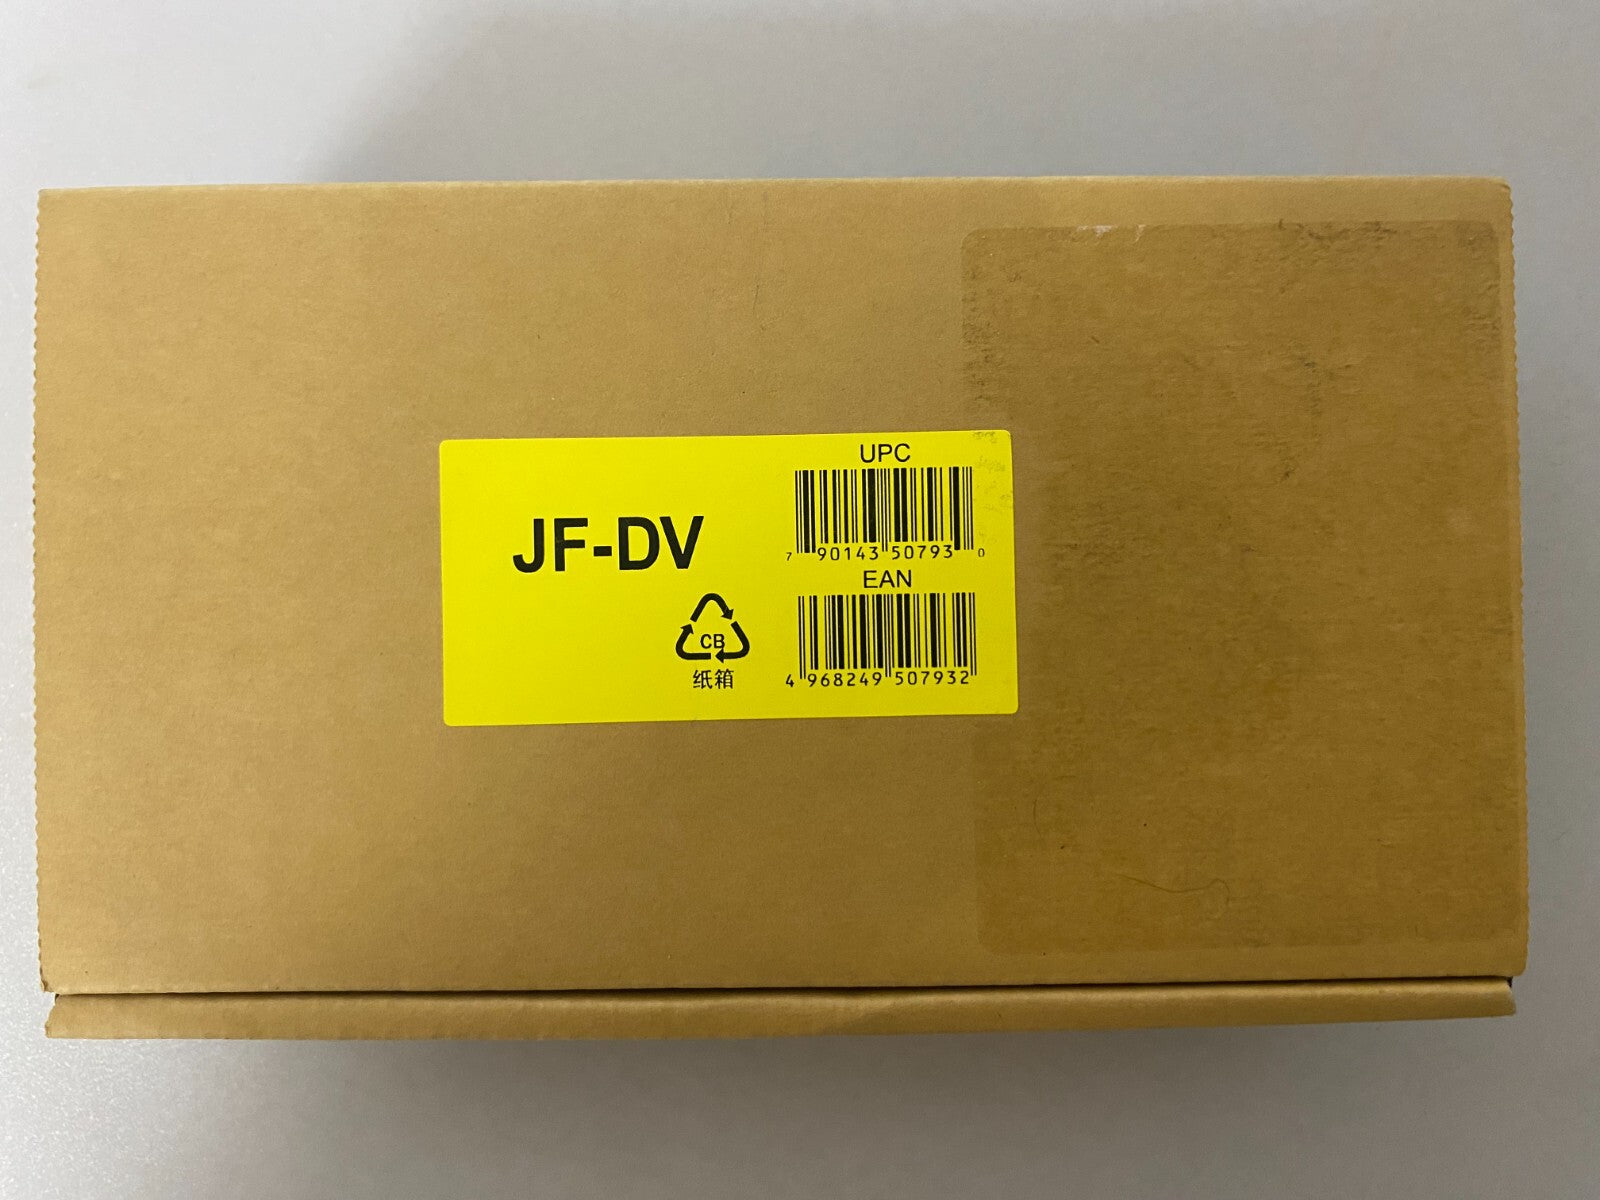 JF-DV
CB
纸箱
UPC
7 90143 50793 0
EAN
4 968249 507932